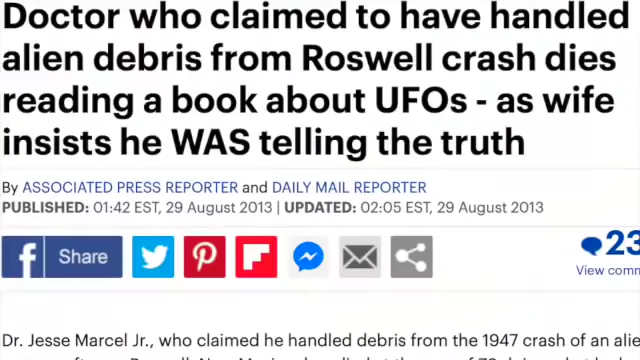 Doctor who claimed to have handled
alien debris from Roswell crash dies
reading a book about UFOs - as wife
insists he WAS telling the truth
By ASSOCIATED PRESS REPORTER and DAILY MAIL REPORTER
PUBLISHED: 01:42 EST, 29 August 2013 | UPDATED: 02:05 EST, 29 August 2013
f Share
23
View comm
Dr. Jesse Marcel Jr., who claimed he handled debris from the 1947 crash of an alie